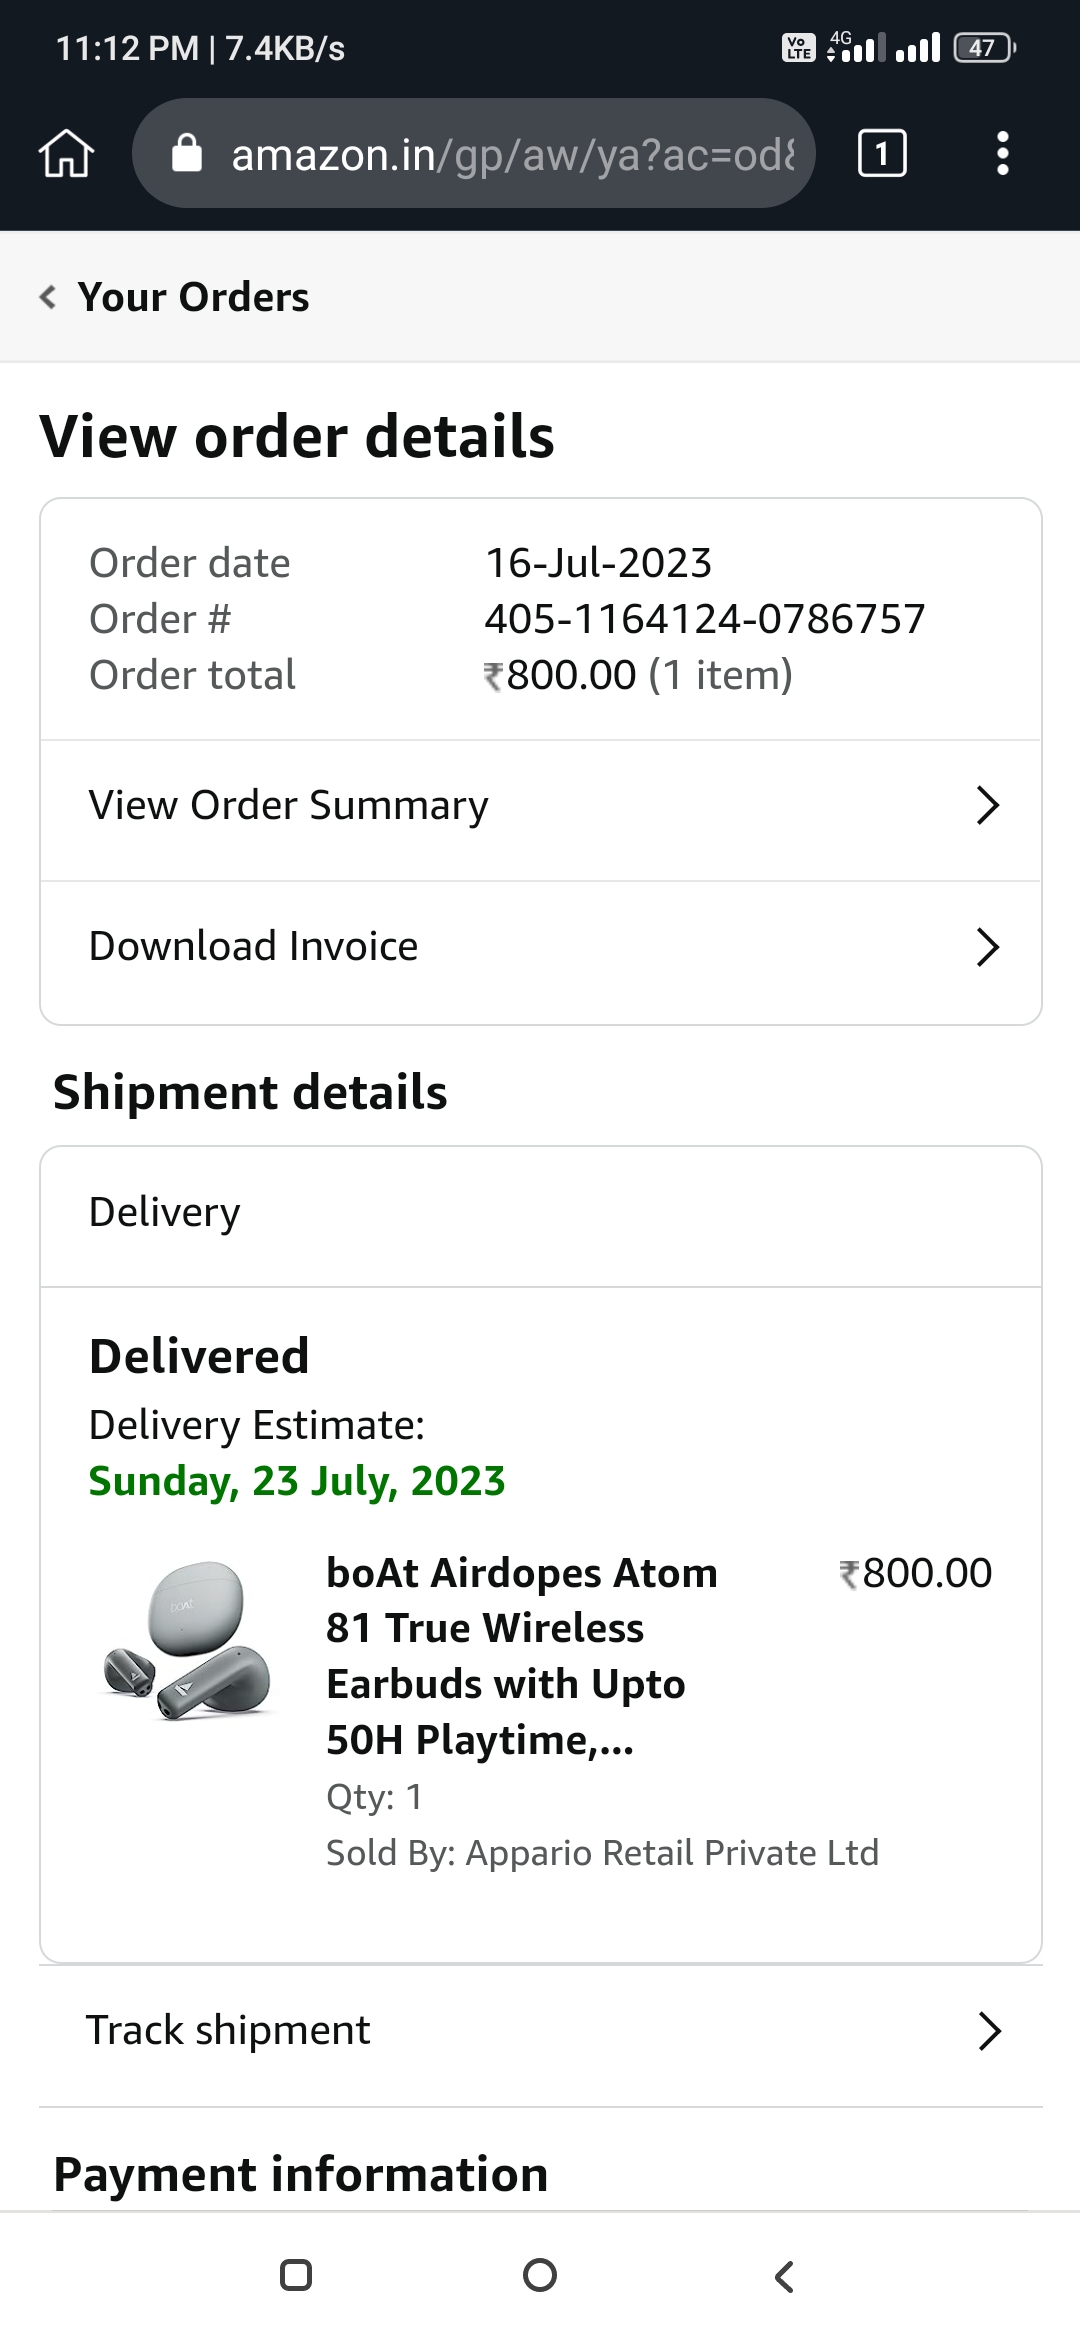 11:12 PM | 7.4KB/s Vo LTE 4G 47
amazon.in/gp/aw/ya?ac=od& 1
Your Orders
View order details
Order date 16-Jul-2023
Order # 405-1164124-0786757
Order total ₹800.00 (1 item)
View Order Summary
Download Invoice
Shipment details
Delivery
Delivered
Delivery Estimate:
Sunday, 23 July, 2023
boAt
boAt Airdopes Atom ₹800.00
81 True Wireless
Earbuds with Upto
50H Playtime,...
Qty: 1
Sold By: Appario Retail Private Ltd
Track shipment
Payment information